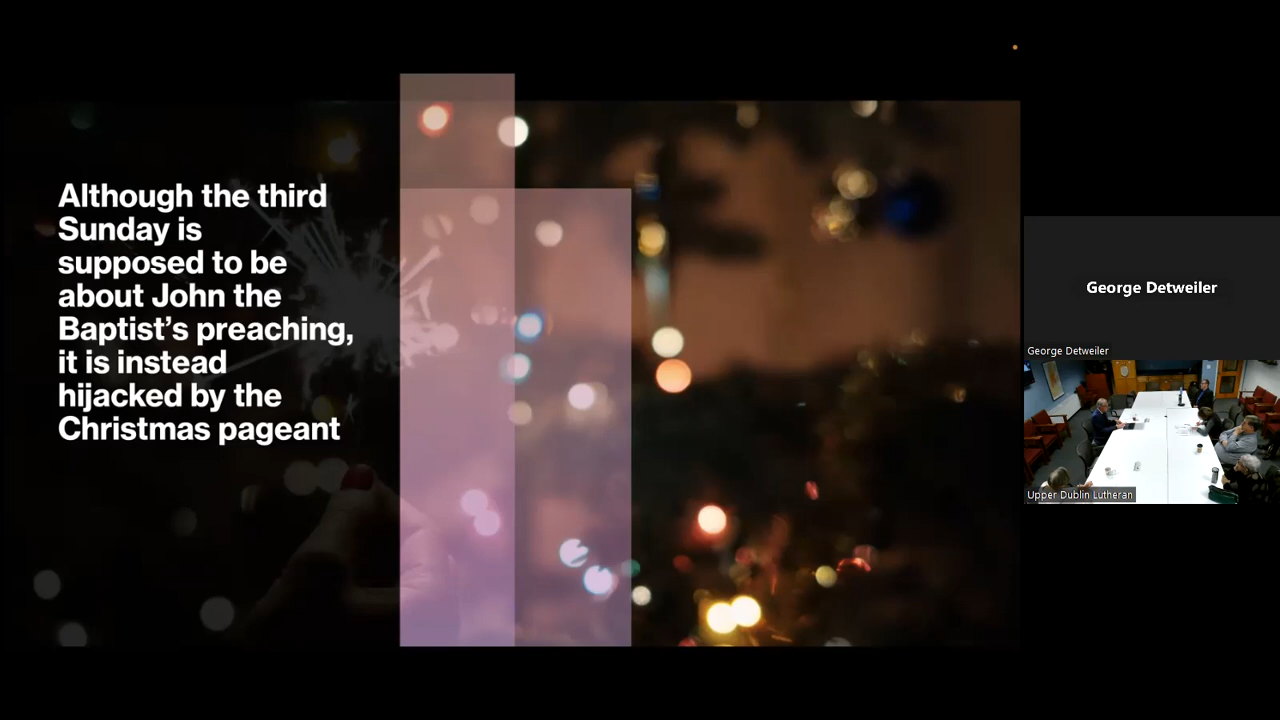 Although the third
Sunday is
supposed to be
about John the
Baptist’s preaching,
it is instead
hijacked by the
Christmas pageant
George Detweiler
George Detweiler
Upper Dublin Lutheran